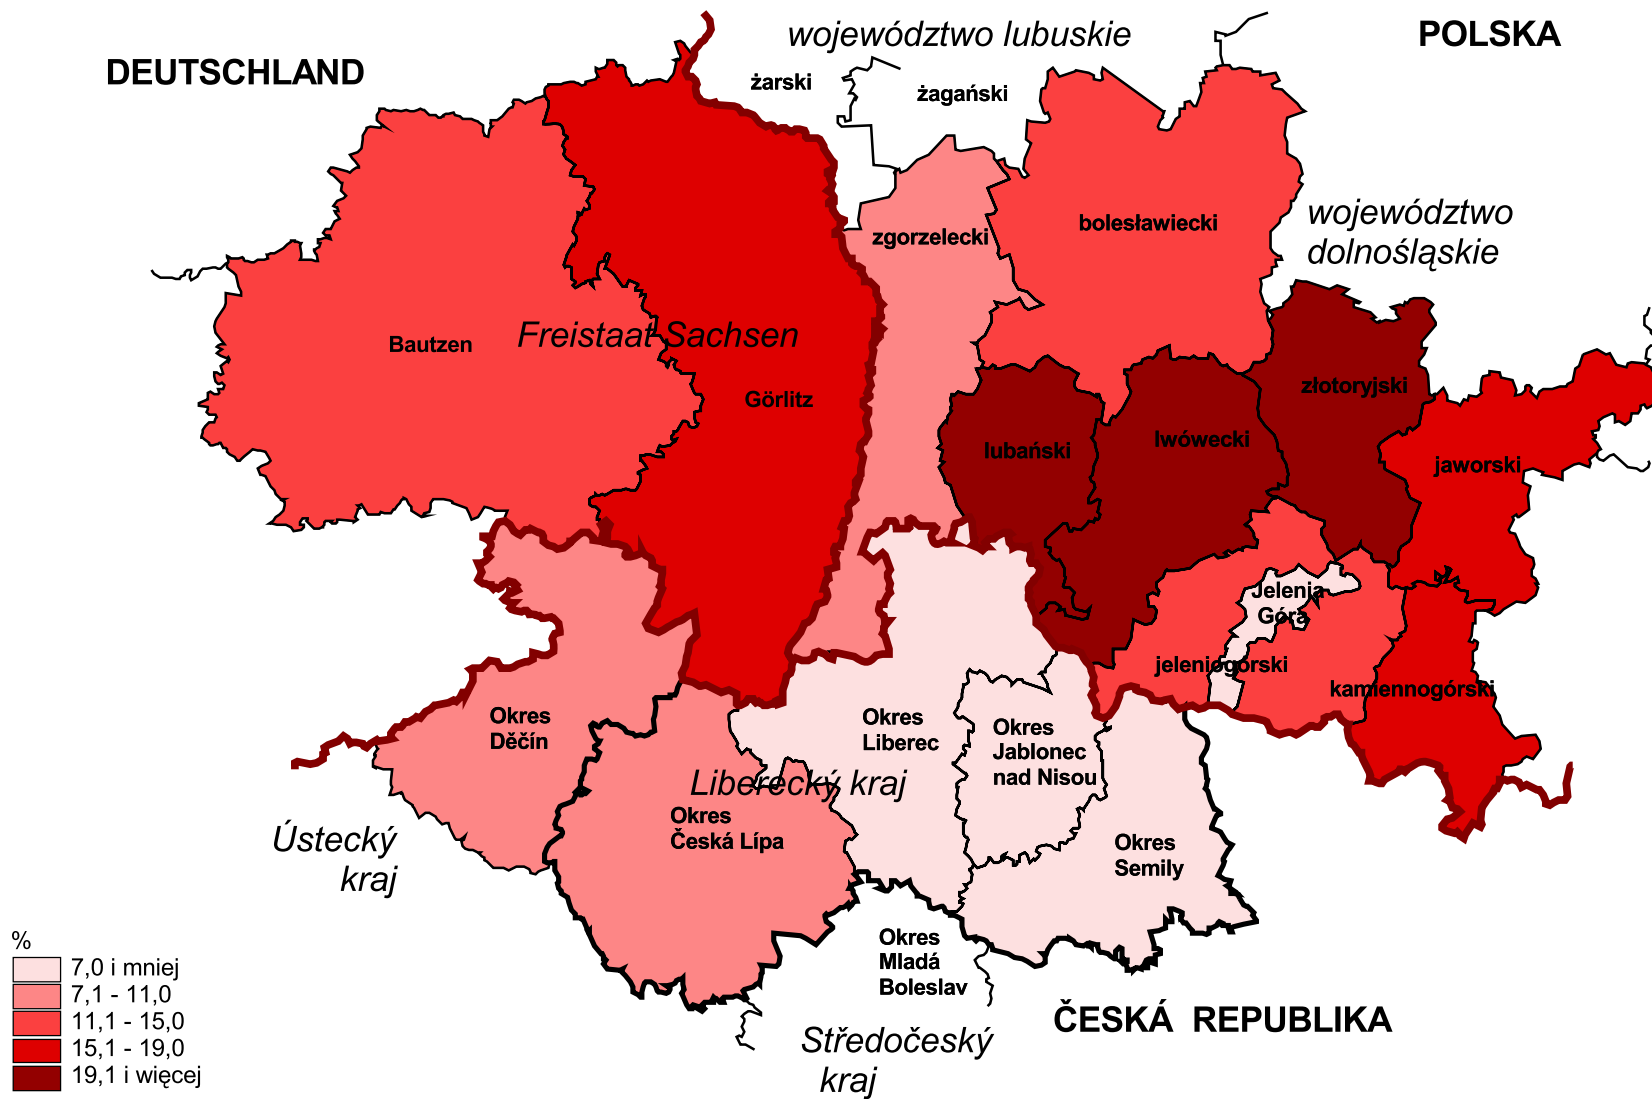 województwo lubuskie
POLSKA
DEUTSCHLAND
żarski
żagański
województwo
dolnośląskie
zgorzelecki
bolesławiecki
Bautzen
Freistaat Sachsen
Görlitz
złotoryjski
lubański
lwówecki
jaworski
Jelenia
Góra
jeleniogórski
kamiennogórski
Okres
Děčín
Okres
Liberec
Okres
Jablonec
nad Nisou
Liberecký kraj
Okres
Česká Lípa
Ústecký
kraj
Okres
Semily
Okres
Mladá
Boleslav
ČESKÁ REPUBLIKA
Středočeský
kraj
%
7,0 i mniej
7,1 - 11,0
11,1 - 15,0
15,1 - 19,0
19,1 i więcej